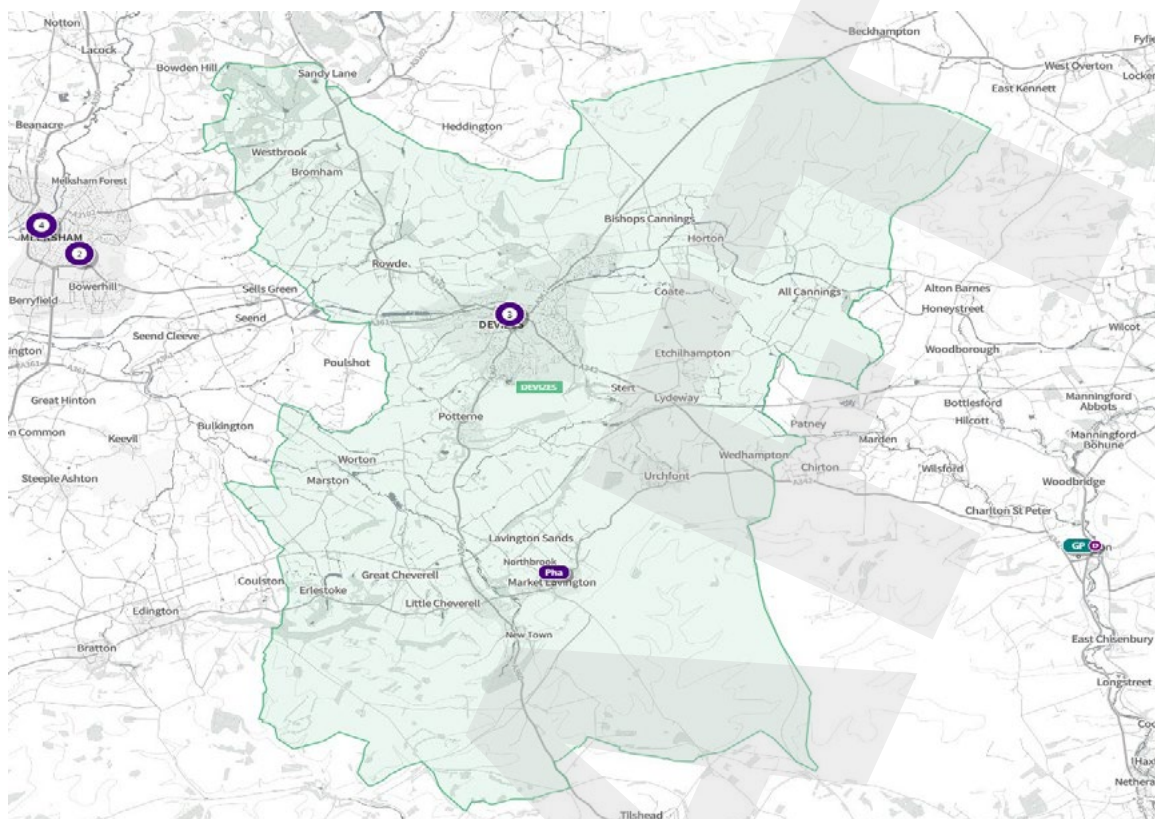 Notton
Lacock
Beckhampton
Bowden Hill
Sandy Lane
West Overton
East Kennett
Beanacre
Heddington
Westbrook
Bromham
Melksham Forest
4
2
Bowerhill
Bishops Cannings
Horton
Rowde
Sells Green
Berryfield
Coate
All Cannings
Alton Barnes
Honeystreet
Seend
3
Seend Cleeve
Wilcot
Woodborough
Poulshot
Etchilhampton
DEVIZES
Stert
Lydeway
Great Hinton
Bottlesford
Hilcott
Manningford
Abbots
Potterne
Bulkington
Patney
Marden
Manningford
Bohune
Keevil
Worton
Wedhampton
Chirton
Wilsford
Steeple Ashton
Marston
Urchfont
Woodbridge
Charlton St Peter
Lavington Sands
GP
Northbrook
Pha
Great Cheverell
Market Lavington
Coulston
Erlestoke
Little Cheverell
Edington
New Town
East Chisenbury
Bratton
Longstreet
Tilshead